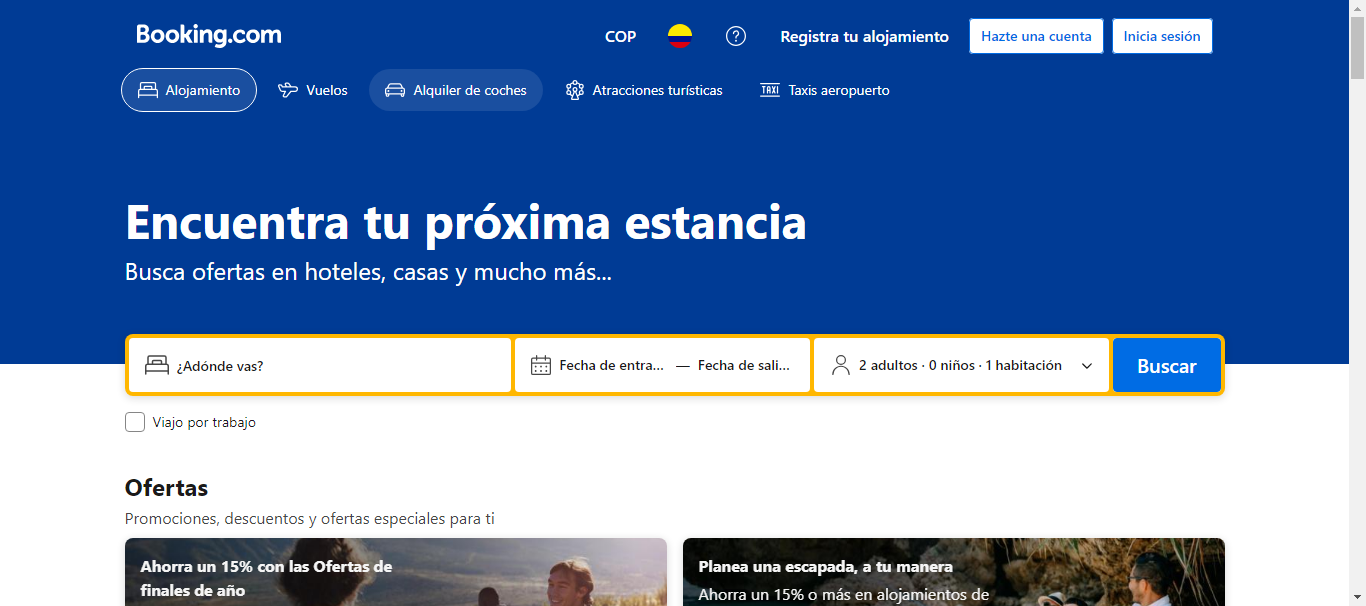 Booking.com
COP
Registra tu alojamiento
Hazte una cuenta
Inicia sesión
Alojamiento
Vuelos
Alquiler de coches
Atracciones turísticas
TAXI
Taxis aeropuerto
Encuentra tu próxima estancia
Busca ofertas en hoteles, casas y mucho más...
¿Adónde vas?
Fecha de entra... — Fecha de sali...
2 adultos · 0 niños · 1 habitación
Buscar
Viajo por trabajo
Ofertas
Promociones, descuentos y ofertas especiales para ti
Ahorra un 15% con las Ofertas de
finales de año
Planea una escapada, a tu manera
Ahorra un 15% o más en alojamientos de